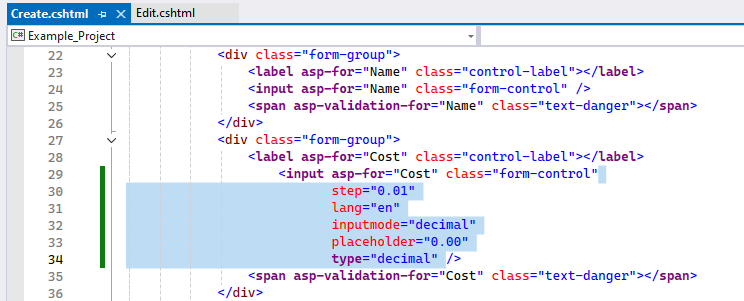 Create.cshtml Edit.cshtml
C# Example_Project
22 <div class="form-group">
23 <label asp-for="Name" class="control-label"></label>
24 <input asp-for="Name" class="form-control" />
25 <span asp-validation-for="Name" class="text-danger"></span>
26 </div>
27 <div class="form-group">
28 <label asp-for="Cost" class="control-label"></label>
29 <input asp-for="Cost" class="form-control"
30 step="0.01"
31 lang="en"
32 inputmode="decimal"
33 placeholder="0.00"
34 type="decimal" />
35 <span asp-validation-for="Cost" class="text-danger"></span>
36 </div>